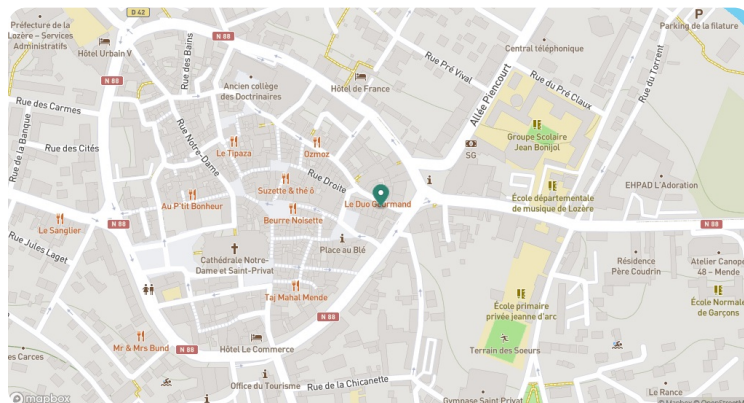 D 42
Préfecture de la
Lozère – Services
Administratifs
Hôtel Urbain V
N 88
Parking de la filature
Central téléphonique
Rue du Torrent
Rue des Bains
Rue Pré Vival
Rue du Pré Claux
N 88
Ancien collège
des Doctrinaires
Hôtel de France
Allée Piencourt
Rue des Carmes
Rue de la Banque
Rue des Cités
Rue Notre-Dame
Le Tipaza
Ozmoz
SG
Groupe Scolaire
Jean Bonijol
Suzette & thé ô
Rue Droite
EHPAD L'Adoration
Au P'tit Bonheur
Beurre Noisette
Le Duo Gourmand
École départementale
de musique de Lozère
Le Sanglier
N 88
N 88
Rue Jules Laget
Place au Blé
Cathédrale Notre-
Dame et Saint-Privat
Résidence
Père Coudrin
Atelier Canope
48 – Mende
Taj Mahal Mende
École primaire
privée jeanne d'arc
École Normale
de Garçons
N 88
N 88
Mr & Mrs Bund
Hôtel Le Commerce
Terrain des Soeurs
es Carces
Office du Tourisme
Rue de la Chicanette
Gymnase Saint Privat
Le Rance
mapbox
© Mapbox © OpenStreetM